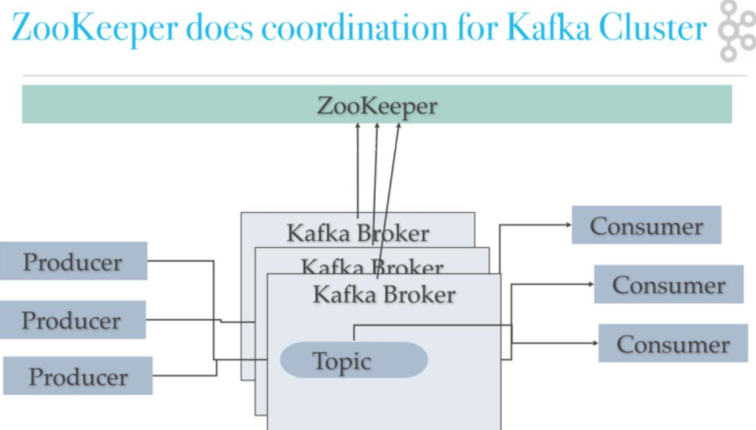 ZooKeeper does coordination for Kafka Cluster
ZooKeeper
Kafka Broker
Kafka Broker
Kafka Broker
Topic
Producer
Producer
Producer
Consumer
Consumer
Consumer